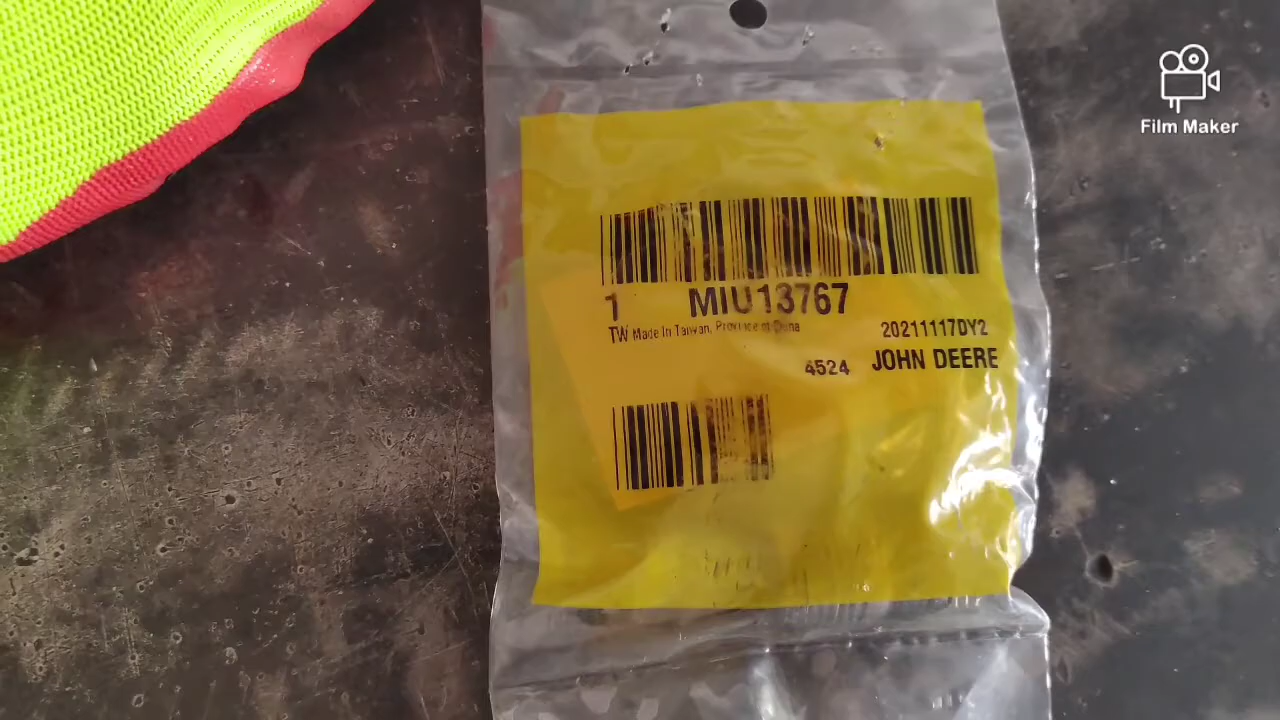 Film Maker
1 MIU13767
TW Made In Taiwan, Province of China
20211117DY2
4524 JOHN DEERE